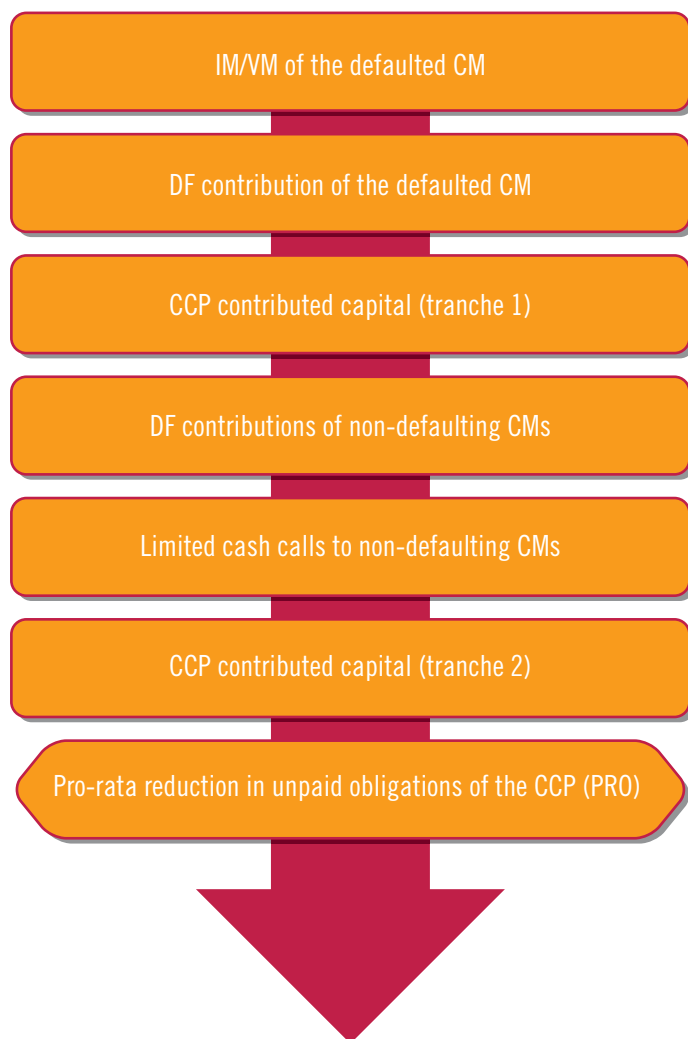 IM/VM of the defaulted CM
DF contribution of the defaulted CM
CCP contributed capital (tranche 1)
DF contributions of non-defaulting CMs
Limited cash calls to non-defaulting CMs
CCP contributed capital (tranche 2)
Pro-rata reduction in unpaid obligations of the CCP (PRO)